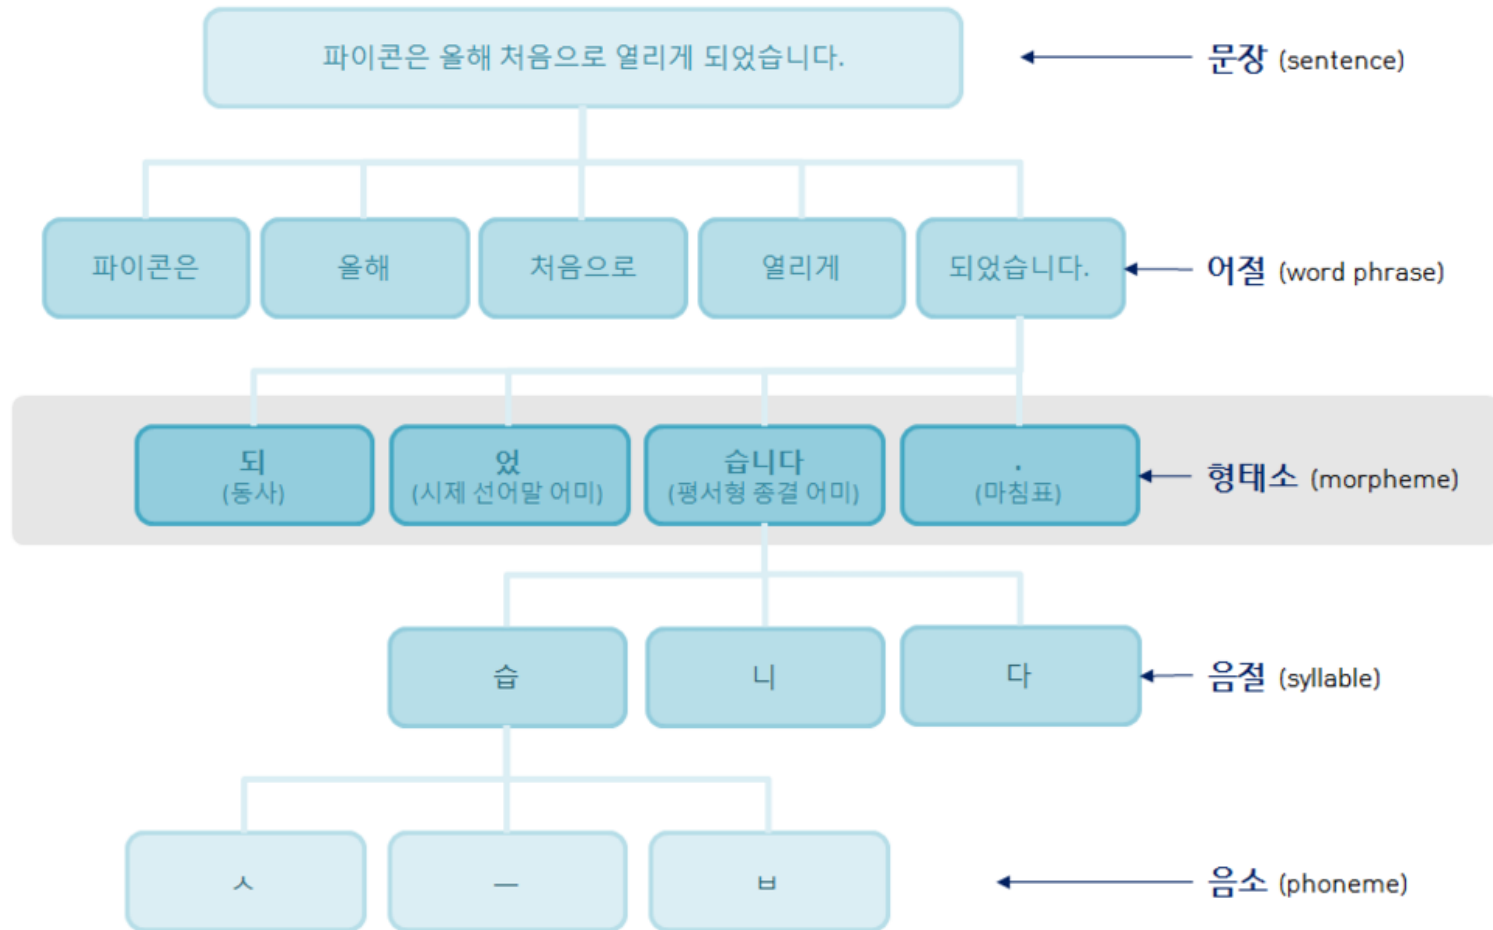 파이콘은 올해 처음으로 열리게 되었습니다.
문장 (sentence)
파이콘은
올해
처음으로
열리게
되었습니다.
어절 (word phrase)
되
(동사)
었
(시제 선어말 어미)
습니다
(평서형 종결 어미)
.
(마침표)
형태소 (morpheme)
습
니
다
음절 (syllable)
ㅅ
ㅡ
ㅂ
음소 (phoneme)